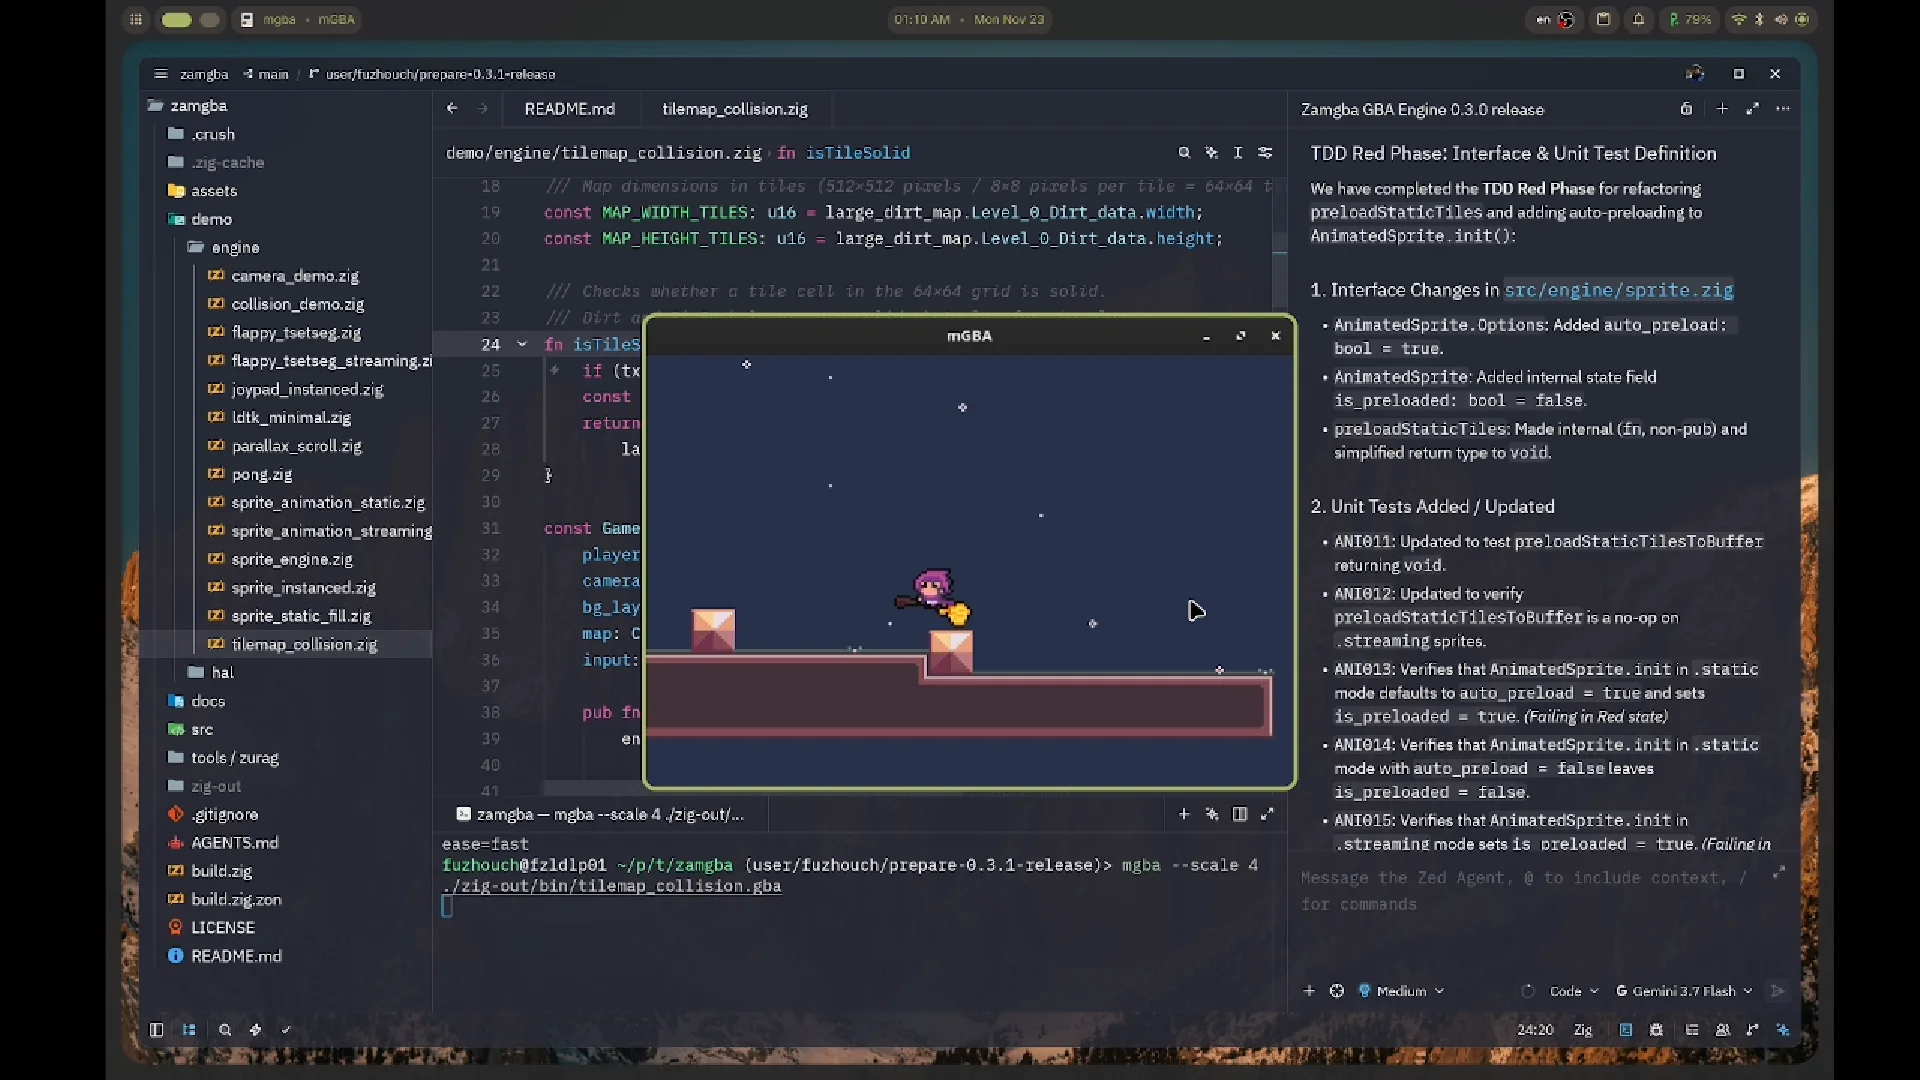 mgba • mGBA
01:10 AM • Mon Nov 23
en
79%
zamgba
main / user/fuzhouch/prepare-0.3.1-release
zamgba
.crush
.zig-cache
assets
demo
engine
camera_demo.zig
collision_demo.zig
flappy_tsetseg.zig
flappy_tsetseg_streaming.zi
joypad_instanced.zig
ldtk_minimal.zig
parallax_scroll.zig
pong.zig
sprite_animation_static.zig
sprite_animation_streaming
sprite_engine.zig
sprite_instanced.zig
sprite_static_fill.zig
tilemap_collision.zig
hal
docs
src
tools / zurag
zig-out
.gitignore
AGENTS.md
build.zig
build.zig.zon
LICENSE
README.md
README.md
tilemap_collision.zig
demo/engine/tilemap_collision.zig › fn isTileSolid
18 /// Map dimensions in tiles (512×512 pixels / 8×8 pixels per tile = 64×64 t
19 const MAP_WIDTH_TILES: u16 = large_dirt_map.Level_0_Dirt_data.width;
20 const MAP_HEIGHT_TILES: u16 = large_dirt_map.Level_0_Dirt_data.height;
21
22 /// Checks whether a tile cell in the 64×64 grid is solid.
23 /// Dirt a
24 fn isTileS
25 if (tx
26 const
27 return
28 la
29 }
30
31 const Game
32 player
33 camera
34 bg_lay
35 map: C
36 input:
37
38 pub fn
39 en
40
41
mGBA
zamgba — mgba --scale 4 ./zig-out/...
ease=fast
fuzhouch@fzldlp01 ~/p/t/zamgba (user/fuzhouch/prepare-0.3.1-release)> mgba --scale 4
./zig-out/bin/tilemap_collision.gba
Zamgba GBA Engine 0.3.0 release
TDD Red Phase: Interface & Unit Test Definition
We have completed the TDD Red Phase for refactoring
preloadStaticTiles and adding auto-preloading to
AnimatedSprite.init():
1. Interface Changes in src/engine/sprite.zig
• AnimatedSprite.Options: Added auto_preload:
bool = true.
• AnimatedSprite: Added internal state field
is_preloaded: bool = false.
• preloadStaticTiles: Made internal (fn, non-pub) and
simplified return type to void.
2. Unit Tests Added / Updated
• ANI011: Updated to test preloadStaticTilesToBuffer
returning void.
• ANI012: Updated to verify
preloadStaticTilesToBuffer is a no-op on
.streaming sprites.
• ANI013: Verifies that AnimatedSprite.init in .static
mode defaults to auto_preload = true and sets
is_preloaded = true. (Failing in Red state)
• ANI014: Verifies that AnimatedSprite.init in .static
mode with auto_preload = false leaves
is_preloaded = false.
• ANI015: Verifies that AnimatedSprite.init in
.streaming mode sets is_preloaded = true. (Failing in
Message the Zed Agent, @ to include context, /
for commands
Medium
Code
G Gemini 3.7 Flash
24:20
Zig